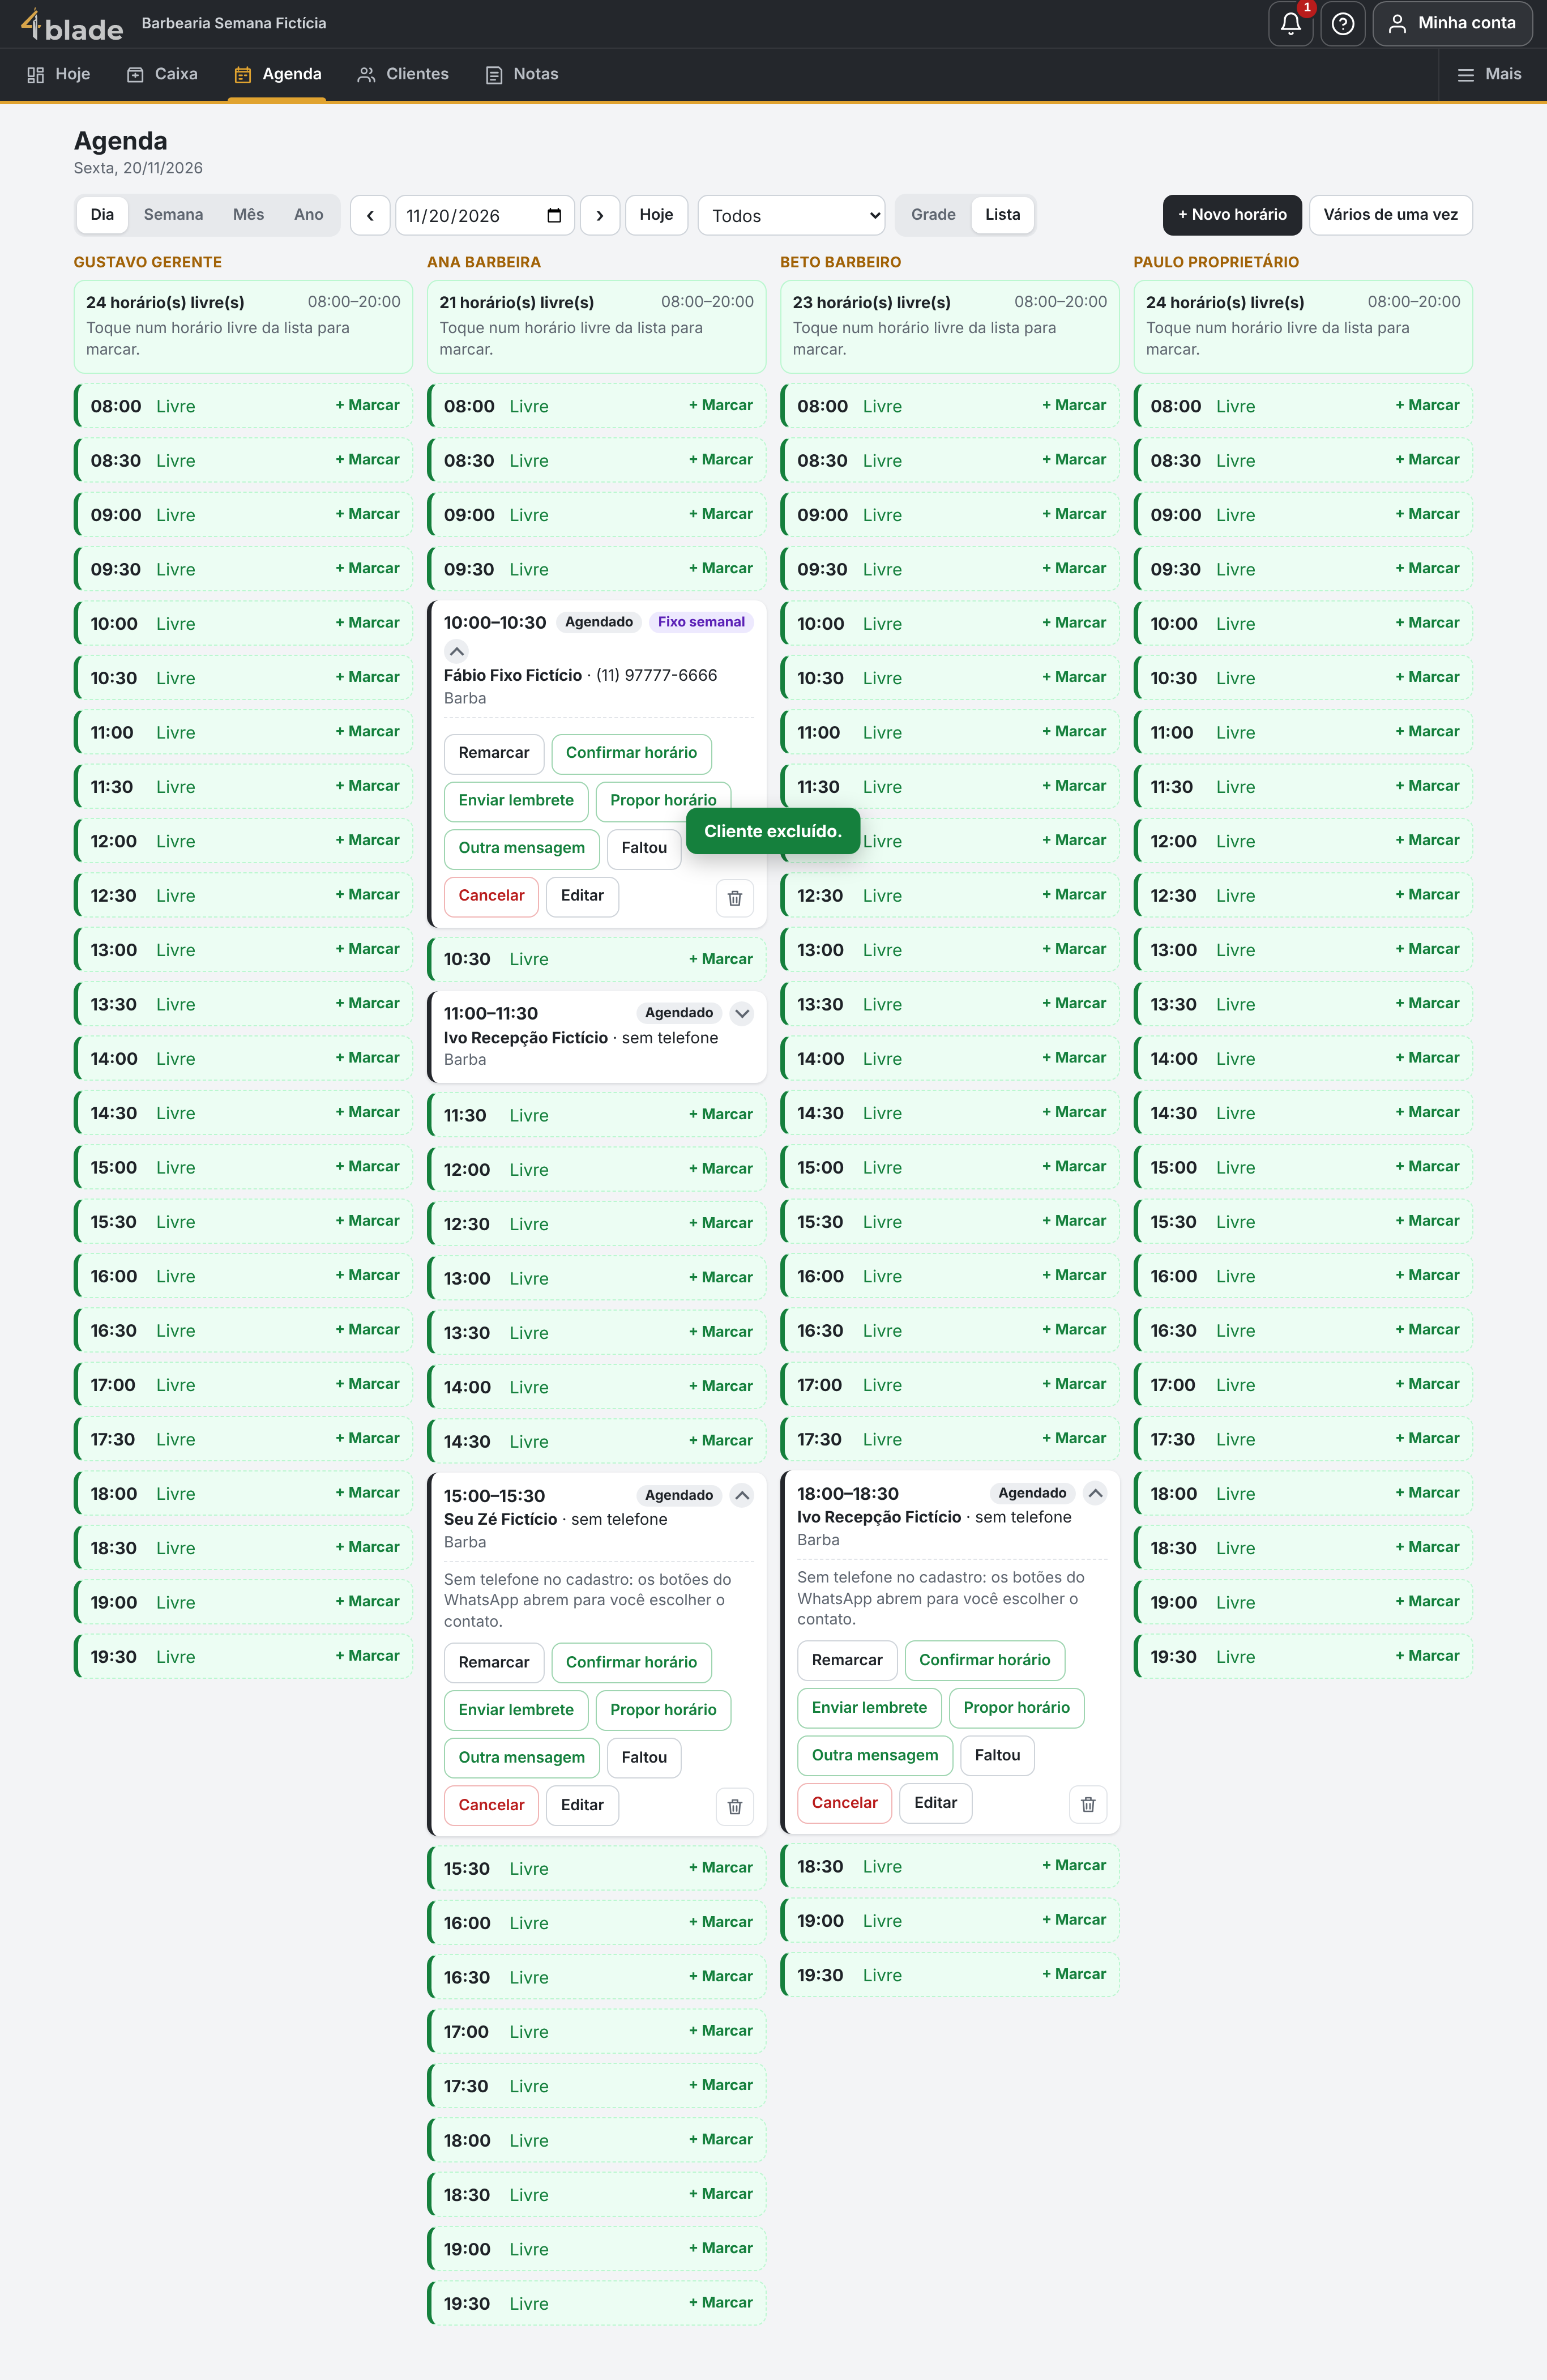 4blade
Barbearia Semana Fictícia
1
Minha conta
Hoje
Caixa
Agenda
Clientes
Notas
Mais
Agenda
Sexta, 20/11/2026
Dia
Semana
Mês
Ano
‹
11/20/2026
›
Hoje
Todos
Grade
Lista
+ Novo horário
Vários de uma vez
GUSTAVO GERENTE
24 horário(s) livre(s) 08:00–20:00
Toque num horário livre da lista para
marcar.
08:00 Livre + Marcar
08:30 Livre + Marcar
09:00 Livre + Marcar
09:30 Livre + Marcar
10:00 Livre + Marcar
10:30 Livre + Marcar
11:00 Livre + Marcar
11:30 Livre + Marcar
12:00 Livre + Marcar
12:30 Livre + Marcar
13:00 Livre + Marcar
13:30 Livre + Marcar
14:00 Livre + Marcar
14:30 Livre + Marcar
15:00 Livre + Marcar
15:30 Livre + Marcar
16:00 Livre + Marcar
16:30 Livre + Marcar
17:00 Livre + Marcar
17:30 Livre + Marcar
18:00 Livre + Marcar
18:30 Livre + Marcar
19:00 Livre + Marcar
19:30 Livre + Marcar
ANA BARBEIRA
21 horário(s) livre(s) 08:00–20:00
Toque num horário livre da lista para
marcar.
08:00 Livre + Marcar
08:30 Livre + Marcar
09:00 Livre + Marcar
09:30 Livre + Marcar
10:00–10:30 Agendado Fixo semanal
Fábio Fixo Fictício · (11) 97777-6666
Barba
Remarcar Confirmar horário
Enviar lembrete Propor horário
Outra mensagem Faltou
Cancelar Editar
10:30 Livre + Marcar
11:00–11:30 Agendado
Ivo Recepção Fictício · sem telefone
Barba
11:30 Livre + Marcar
12:00 Livre + Marcar
12:30 Livre + Marcar
13:00 Livre + Marcar
13:30 Livre + Marcar
14:00 Livre + Marcar
14:30 Livre + Marcar
15:00–15:30 Agendado
Seu Zé Fictício · sem telefone
Barba
Sem telefone no cadastro: os botões do
WhatsApp abrem para você escolher o
contato.
Remarcar Confirmar horário
Enviar lembrete Propor horário
Outra mensagem Faltou
Cancelar Editar
15:30 Livre + Marcar
16:00 Livre + Marcar
16:30 Livre + Marcar
17:00 Livre + Marcar
17:30 Livre + Marcar
18:00 Livre + Marcar
18:30 Livre + Marcar
19:00 Livre + Marcar
19:30 Livre + Marcar
Cliente excluído.
BETO BARBEIRO
23 horário(s) livre(s) 08:00–20:00
Toque num horário livre da lista para
marcar.
08:00 Livre + Marcar
08:30 Livre + Marcar
09:00 Livre + Marcar
09:30 Livre + Marcar
10:00 Livre + Marcar
10:30 Livre + Marcar
11:00 Livre + Marcar
11:30 Livre + Marcar
Livre + Marcar
12:30 Livre + Marcar
13:00 Livre + Marcar
13:30 Livre + Marcar
14:00 Livre + Marcar
14:30 Livre + Marcar
15:00 Livre + Marcar
15:30 Livre + Marcar
16:00 Livre + Marcar
16:30 Livre + Marcar
17:00 Livre + Marcar
17:30 Livre + Marcar
18:00–18:30 Agendado
Ivo Recepção Fictício · sem telefone
Barba
Sem telefone no cadastro: os botões do
WhatsApp abrem para você escolher o
contato.
Remarcar Confirmar horário
Enviar lembrete Propor horário
Outra mensagem Faltou
Cancelar Editar
18:30 Livre + Marcar
19:00 Livre + Marcar
19:30 Livre + Marcar
PAULO PROPRIETÁRIO
24 horário(s) livre(s) 08:00–20:00
Toque num horário livre da lista para
marcar.
08:00 Livre + Marcar
08:30 Livre + Marcar
09:00 Livre + Marcar
09:30 Livre + Marcar
10:00 Livre + Marcar
10:30 Livre + Marcar
11:00 Livre + Marcar
11:30 Livre + Marcar
12:00 Livre + Marcar
12:30 Livre + Marcar
13:00 Livre + Marcar
13:30 Livre + Marcar
14:00 Livre + Marcar
14:30 Livre + Marcar
15:00 Livre + Marcar
15:30 Livre + Marcar
16:00 Livre + Marcar
16:30 Livre + Marcar
17:00 Livre + Marcar
17:30 Livre + Marcar
18:00 Livre + Marcar
18:30 Livre + Marcar
19:00 Livre + Marcar
19:30 Livre + Marcar